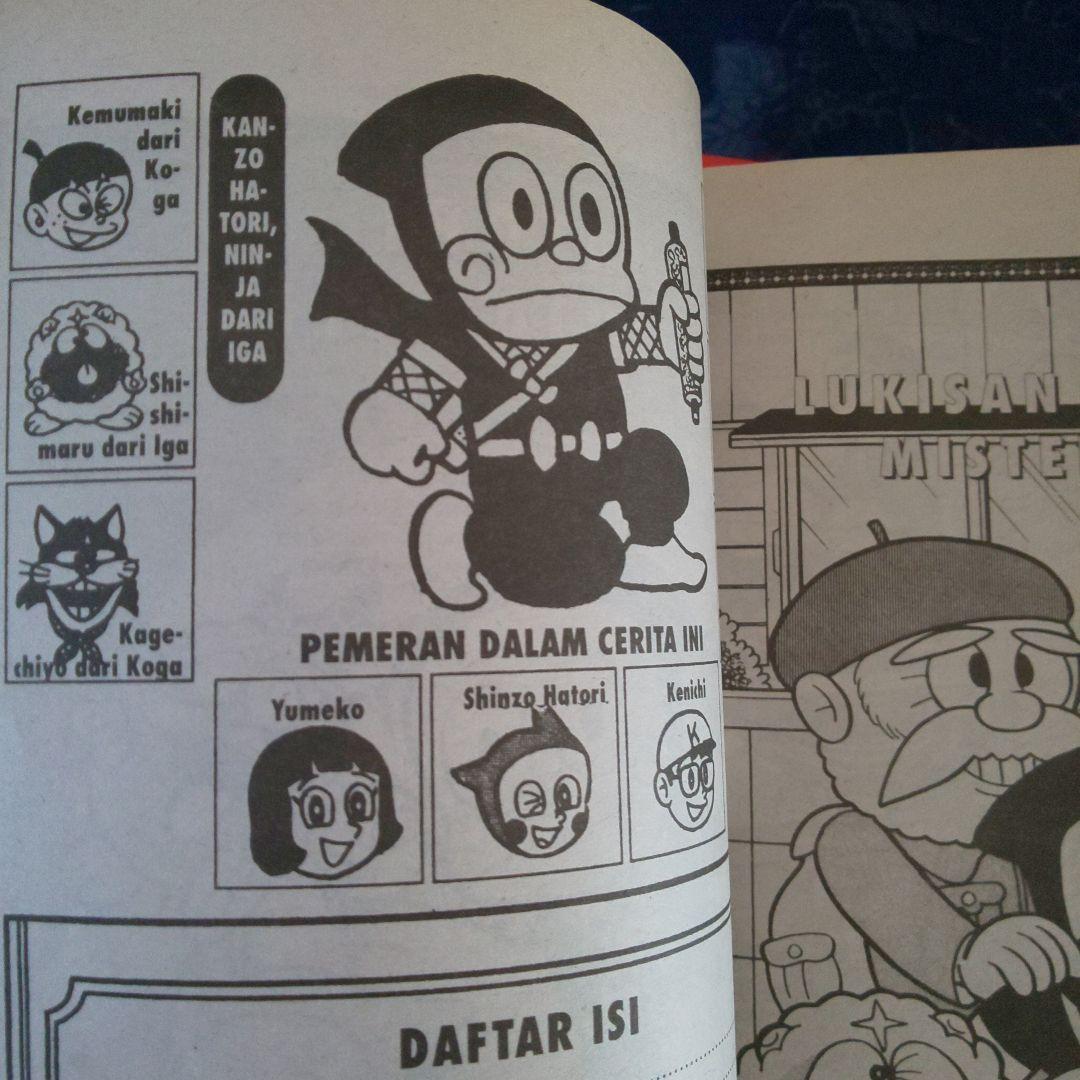 Kemumaki
dari
Ko-
ga
KAN-
ZO
HA-
TORI,
NIN-
JA
DARI
IGA
Shi-
shi-
maru dari Iga
Kage-
chiyo dari Koga
PEMERAN DALAM CERITA INI
Yumeko
Shinzo Hatori
Kenichi
K
DAFTAR ISI
LUKISAN
MISTE